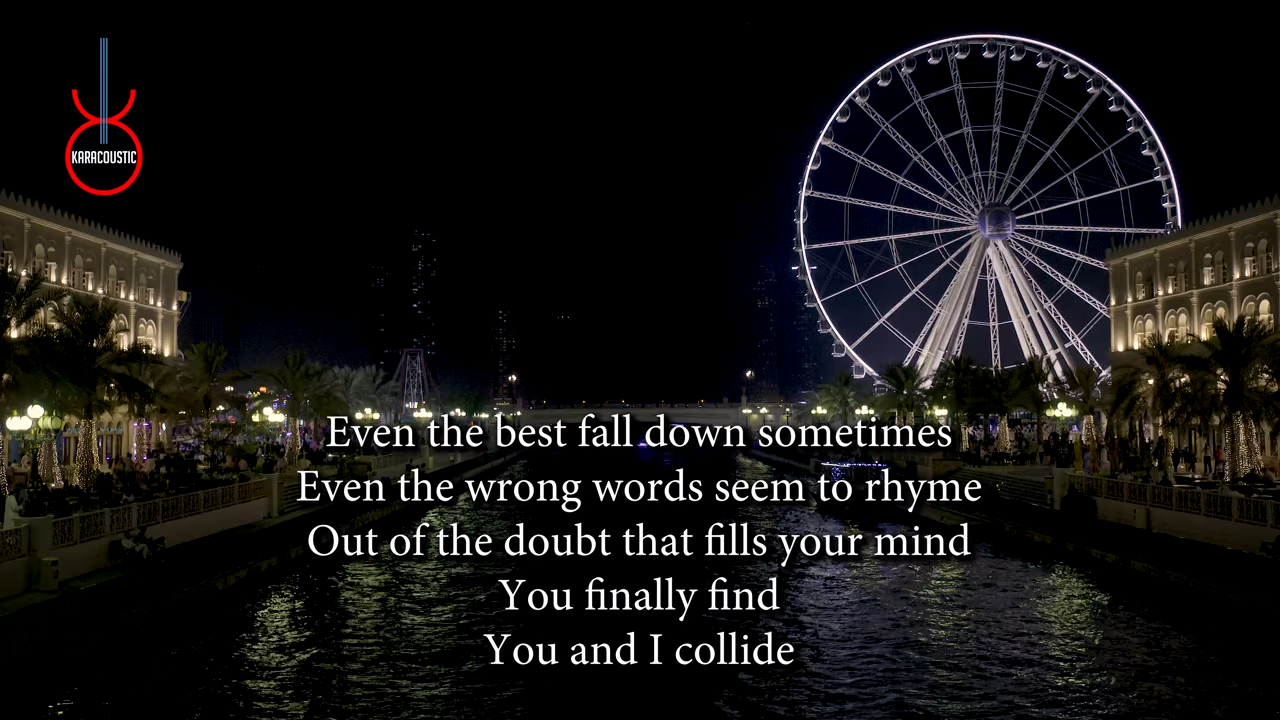 KARACOUSTIC
Even the best fall down sometimes
Even the wrong words seem to rhyme
Out of the doubt that fills your mind
You finally find
You and I collide